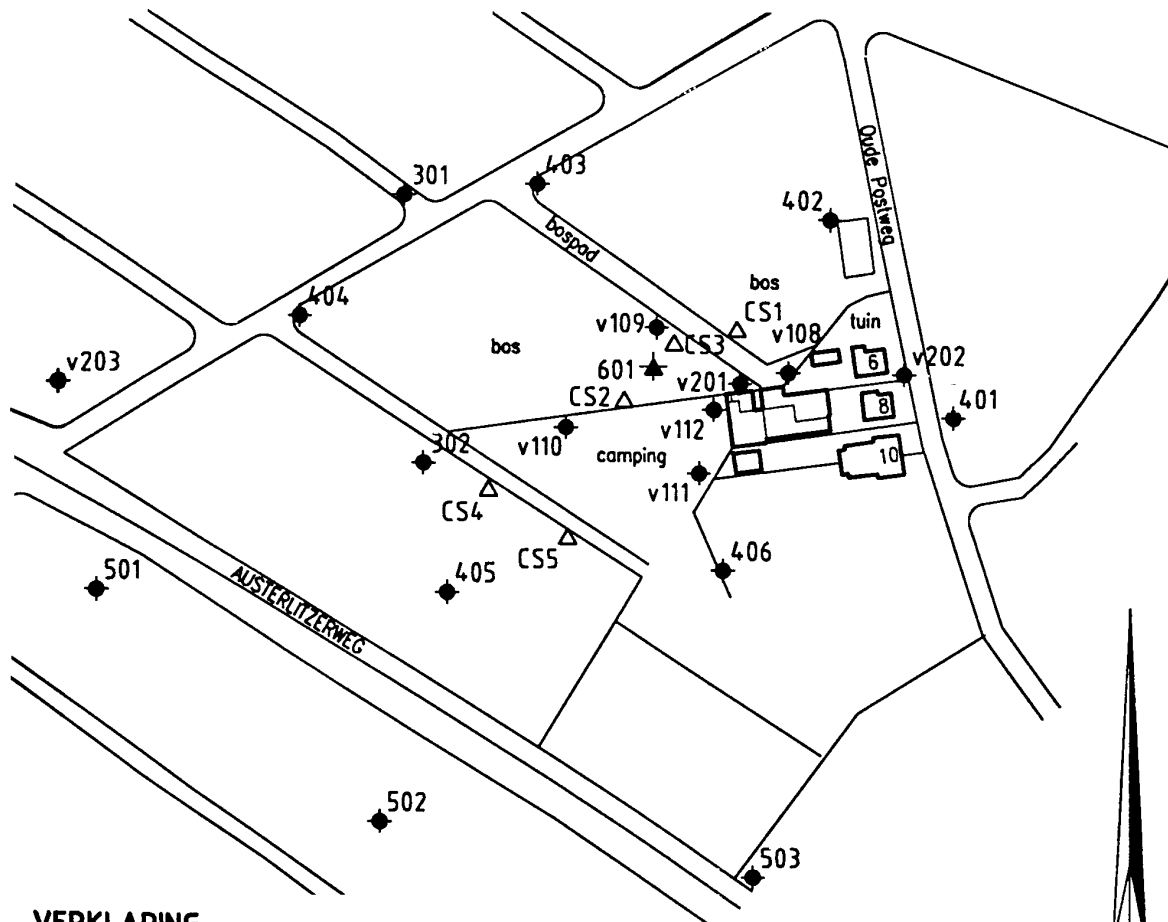 301
403
Oude Postweg
402
bospad
404
bos
CS1
v109
v108
tuin
CS3
bos
v203
601
6
v202
v201
CS2
8
401
v112
v110
302
camping
10
v111
CS4
CS5
406
501
405
AUSTERLITZERWEG
502
503
VERKLARING